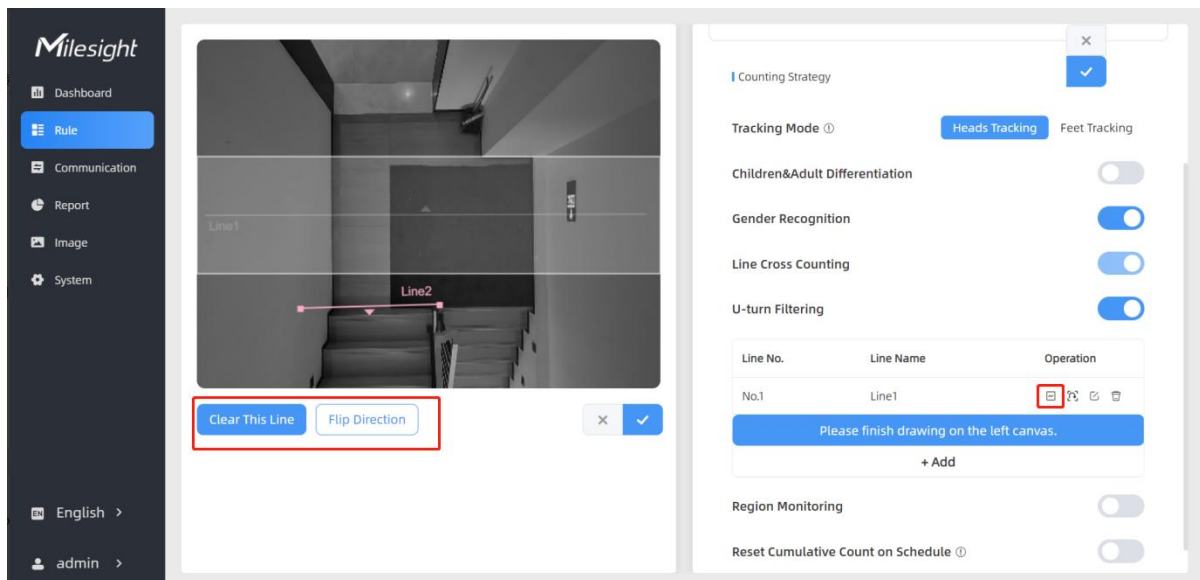 Milesight
Dashboard
Rule
Communication
Report
Image
System
English >
admin >
Line1
Line2
Clear This Line
Flip Direction
Counting Strategy
Tracking Mode
Heads Tracking
Feet Tracking
Children&Adult Differentiation
Gender Recognition
Line Cross Counting
U-turn Filtering
Line No. Line Name Operation
No.1 Line1
Please finish drawing on the left canvas.
+ Add
Region Monitoring
Reset Cumulative Count on Schedule
EN